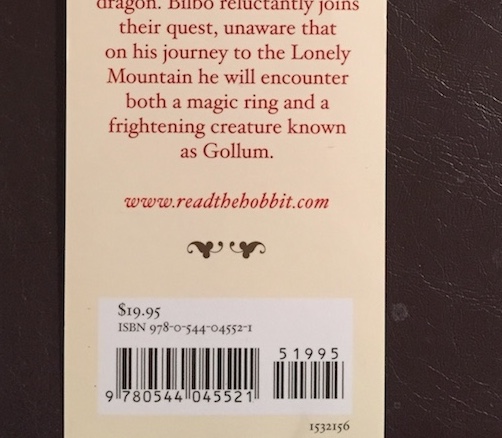 dragon. Bilbo reluctantly joins
their quest, unaware that
on his journey to the Lonely
Mountain he will encounter
both a magic ring and a
frightening creature known
as Gollum.
www.readthehobbit.com
$19.95
ISBN 978-0-544-04552-1
51995
9 780544 045521
1532156